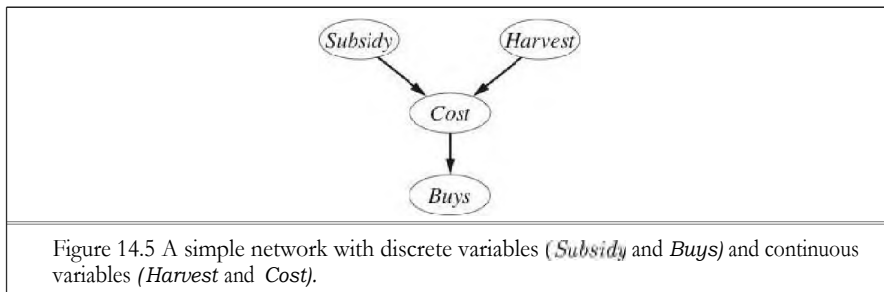 Subsidy Harvest
Cost
Buys
Figure 14.5 A simple network with discrete variables (Subsidy and Buys) and continuous
variables (Harvest and Cost).